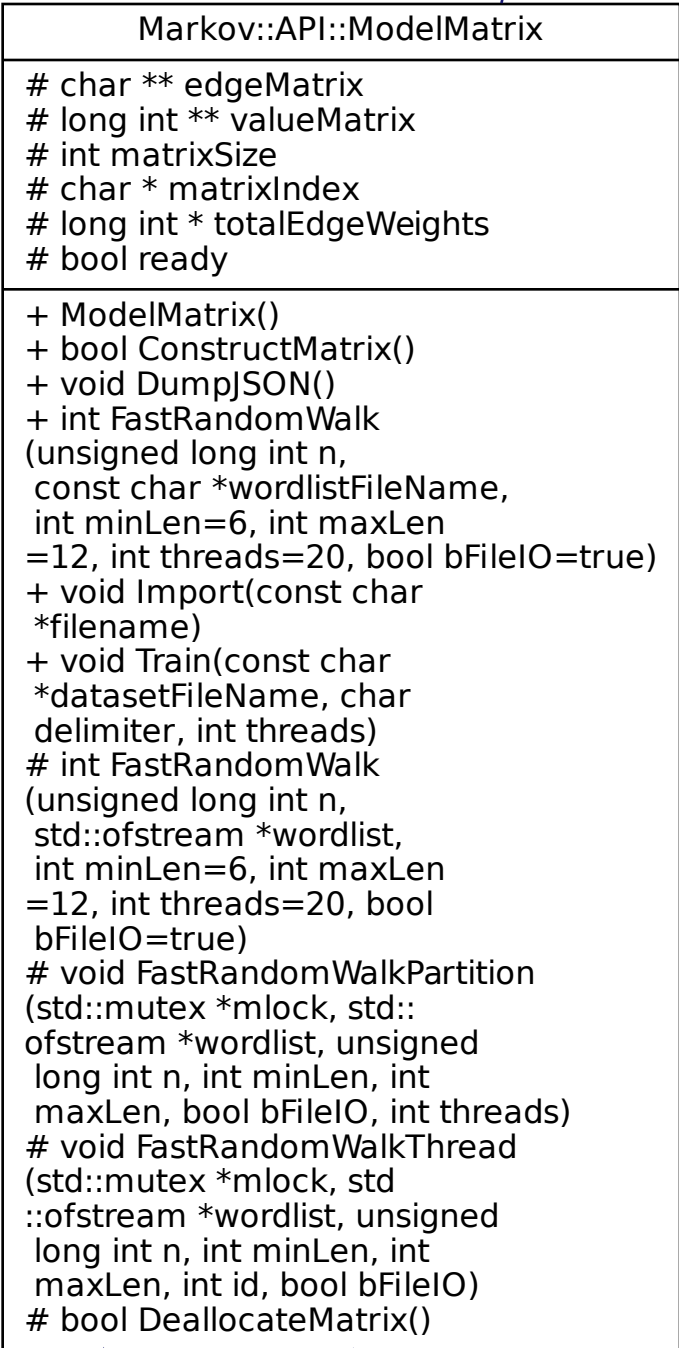 Markov::API::ModelMatrix
# char ** edgeMatrix
# long int ** valueMatrix
# int matrixSize
# char * matrixIndex
# long int * totalEdgeWeights
# bool ready
+ ModelMatrix()
+ bool ConstructMatrix()
+ void DumpJSON()
+ int FastRandomWalk
(unsigned long int n,
const char *wordlistFileName,
int minLen=6, int maxLen
=12, int threads=20, bool bFileIO=true)
+ void Import(const char
*filename)
+ void Train(const char
*datasetFileName, char
delimiter, int threads)
# int FastRandomWalk
(unsigned long int n,
std::ofstream *wordlist,
int minLen=6, int maxLen
=12, int threads=20, bool
bFileIO=true)
# void FastRandomWalkPartition
(std::mutex *mlock, std::
ofstream *wordlist, unsigned
long int n, int minLen, int
maxLen, bool bFileIO, int threads)
# void FastRandomWalkThread
(std::mutex *mlock, std
::ofstream *wordlist, unsigned
long int n, int minLen, int
maxLen, int id, bool bFileIO)
# bool DeallocateMatrix()